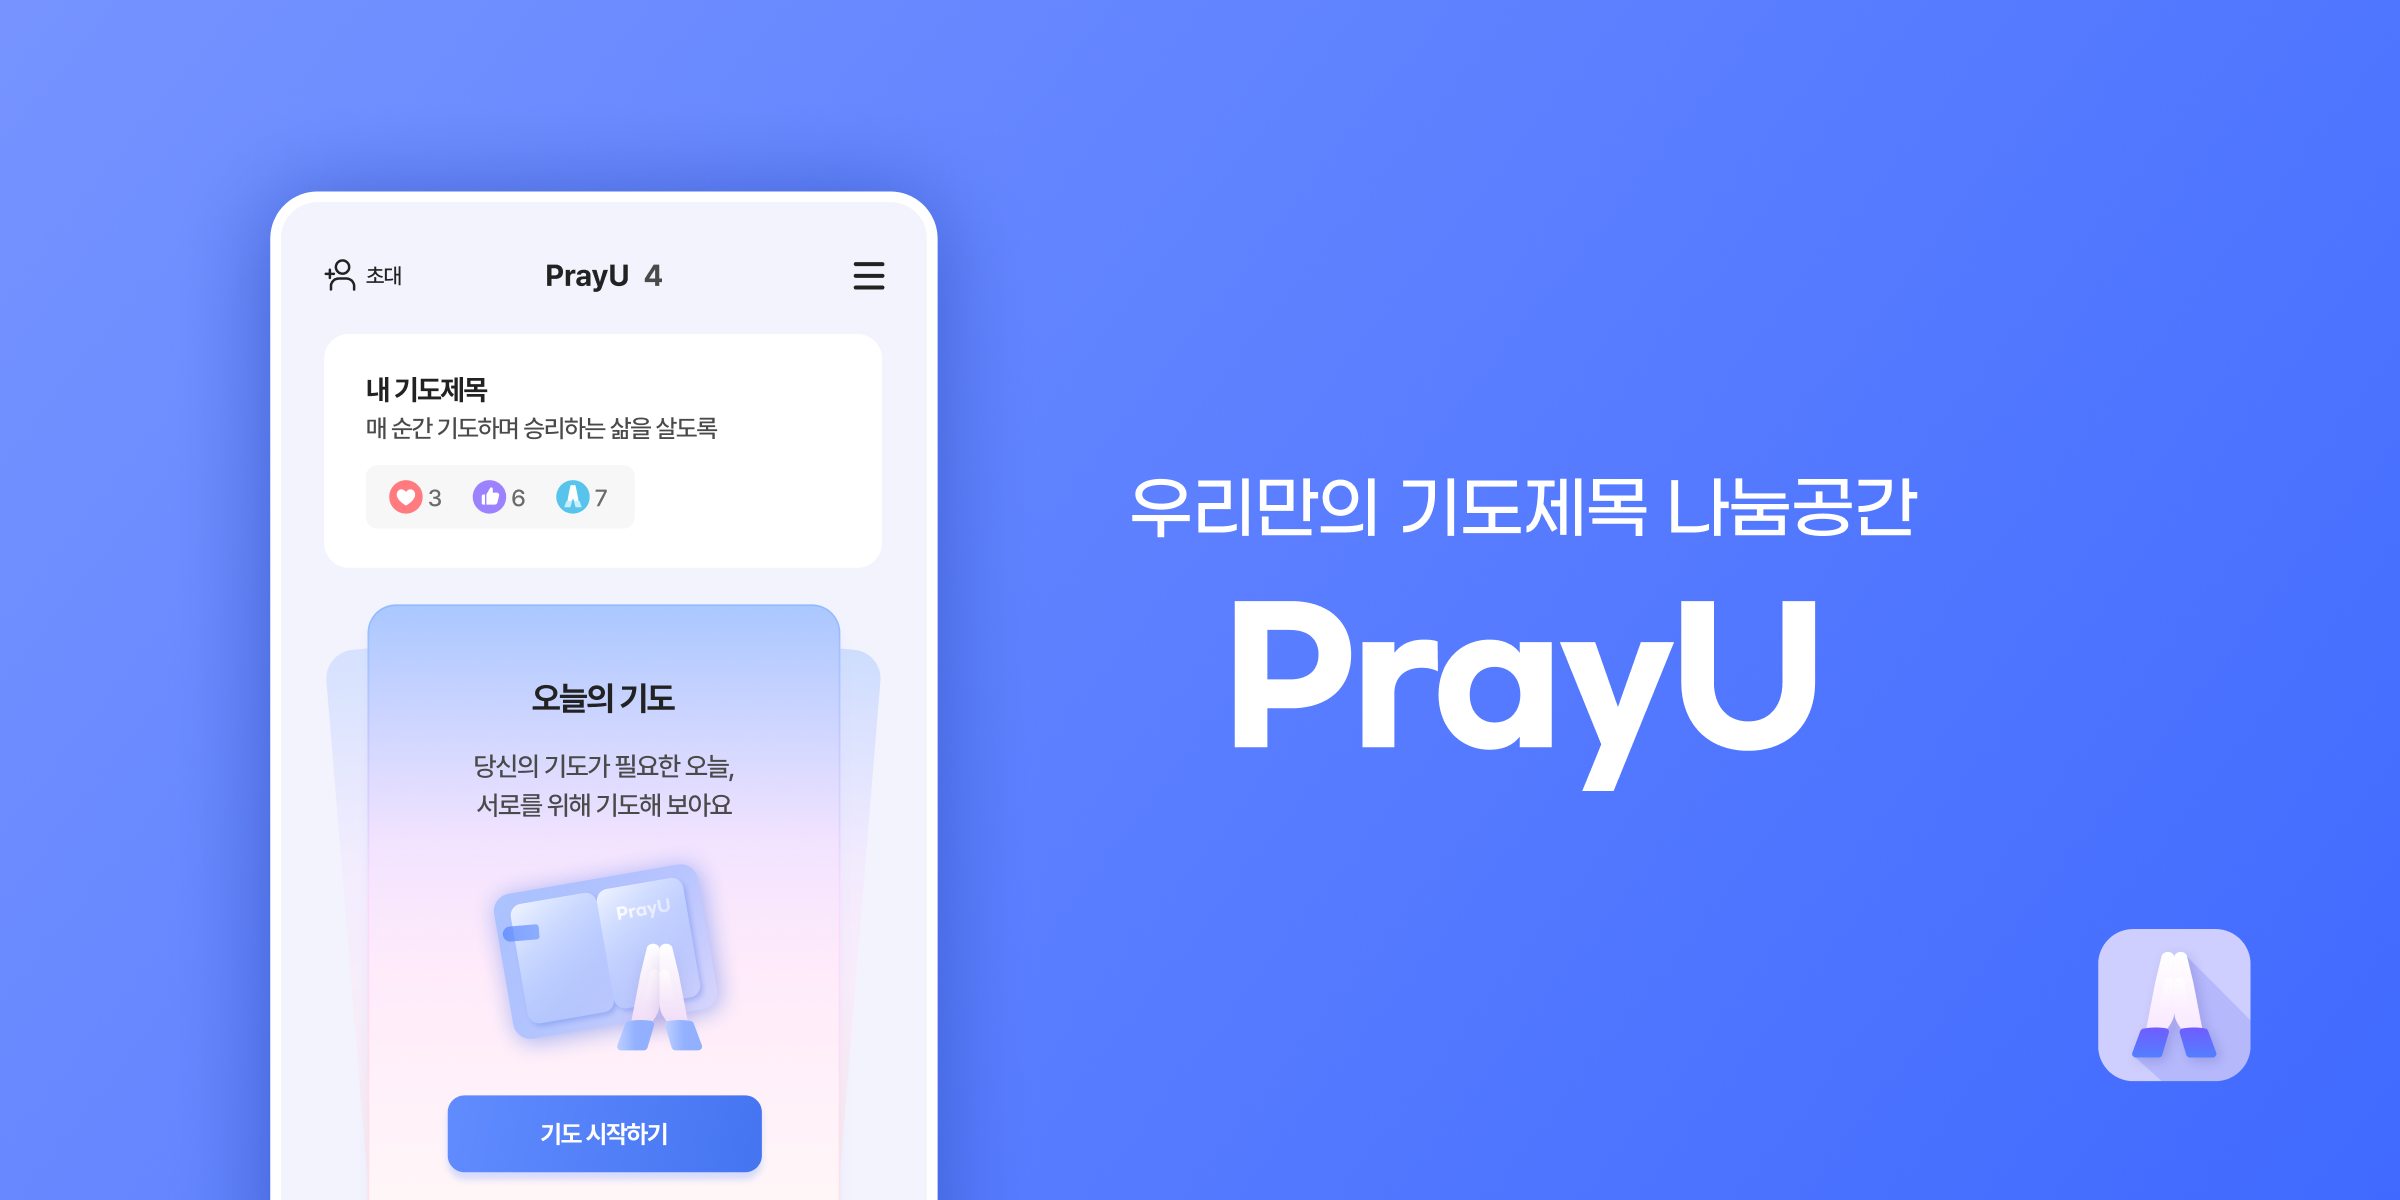 초대
PrayU 4
내 기도제목
매 순간 기도하며 승리하는 삶을 살도록
3 6 7
오늘의 기도
당신의 기도가 필요한 오늘,
서로를 위해 기도해 보아요
PrayU
기도 시작하기
우리만의 기도제목 나눔공간
PrayU